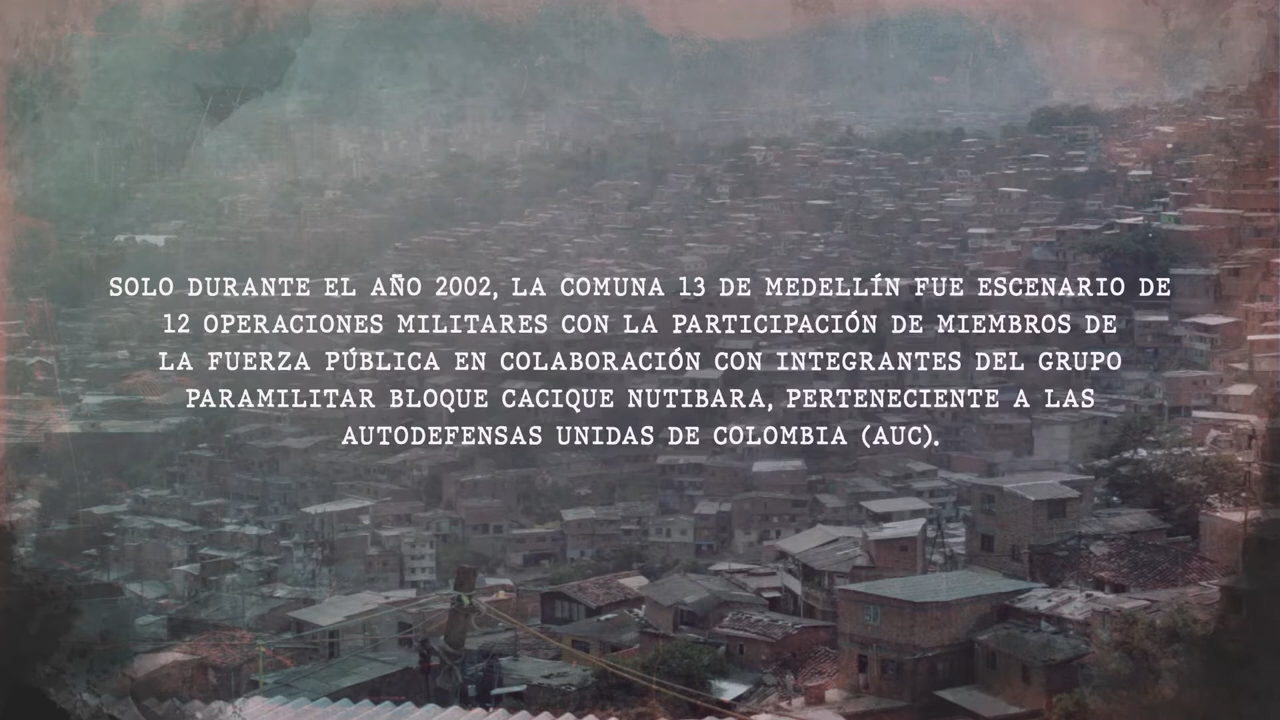 SOLO DURANTE EL AÑO 2002, LA COMUNA 13 DE MEDELLÍN FUE ESCENARIO DE
12 OPERACIONES MILITARES CON LA PARTICIPACIÓN DE MIEMBROS DE
LA FUERZA PÚBLICA EN COLABORACIÓN CON INTEGRANTES DEL GRUPO
PARAMILITAR BLOQUE CACIQUE NUTIBARA, PERTENECIENTE A LAS
AUTODEFENSAS UNIDAS DE COLOMBIA (AUC).